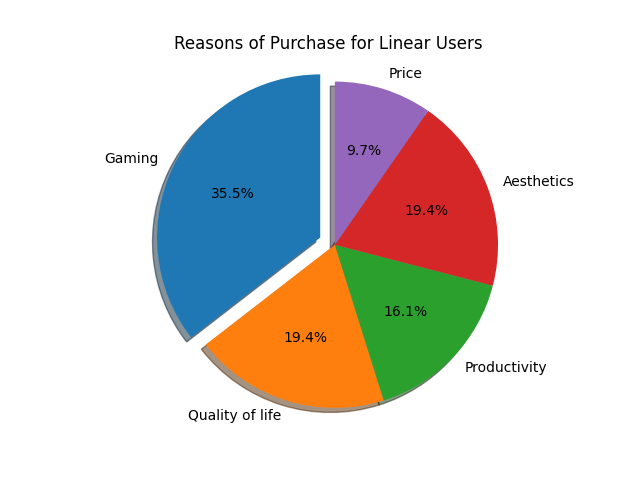 Reasons of Purchase for Linear Users
Price
Gaming
9.7%
Aesthetics
35.5%
19.4%
16.1%
19.4%
Productivity
Quality of life